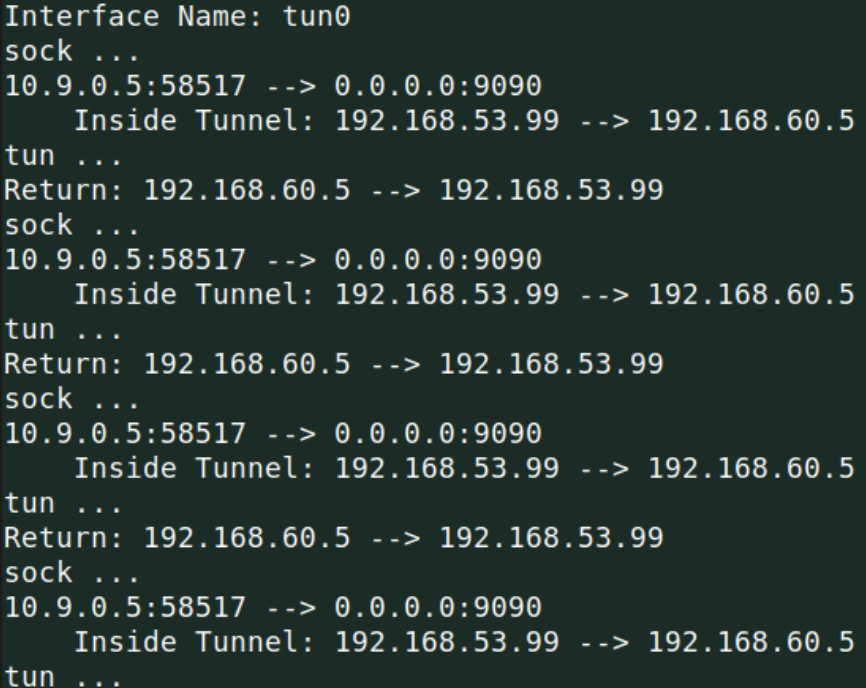 Interface Name: tun0
sock ...
10.9.0.5:58517 --> 0.0.0.0:9090
    Inside Tunnel: 192.168.53.99 --> 192.168.60.5
tun ...
Return: 192.168.60.5 --> 192.168.53.99
sock ...
10.9.0.5:58517 --> 0.0.0.0:9090
    Inside Tunnel: 192.168.53.99 --> 192.168.60.5
tun ...
Return: 192.168.60.5 --> 192.168.53.99
sock ...
10.9.0.5:58517 --> 0.0.0.0:9090
    Inside Tunnel: 192.168.53.99 --> 192.168.60.5
tun ...
Return: 192.168.60.5 --> 192.168.53.99
sock ...
10.9.0.5:58517 --> 0.0.0.0:9090
    Inside Tunnel: 192.168.53.99 --> 192.168.60.5
tun ...